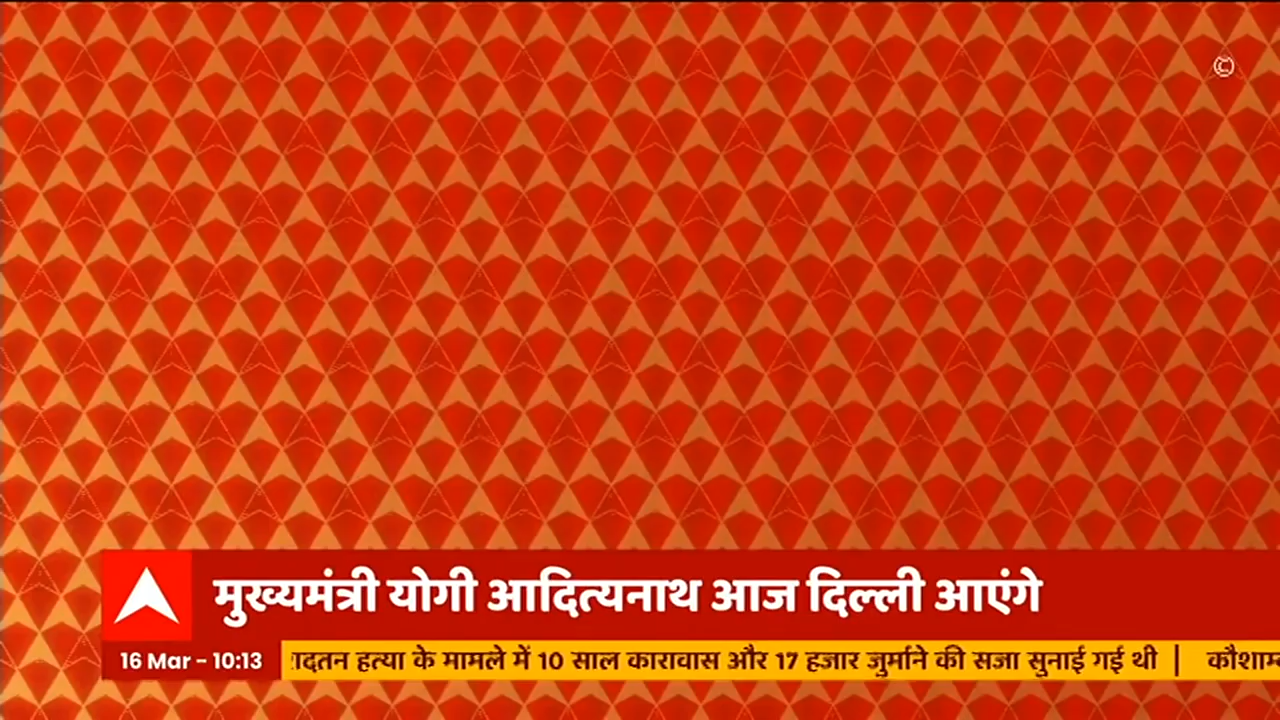 ©
मुख्यमंत्री योगी आदित्यनाथ आज दिल्ली आएंगे
16 Mar - 10:13
हत्या के मामले में 10 साल कारावास और 17 हजार जुर्माने की सजा सुनाई गई थी |